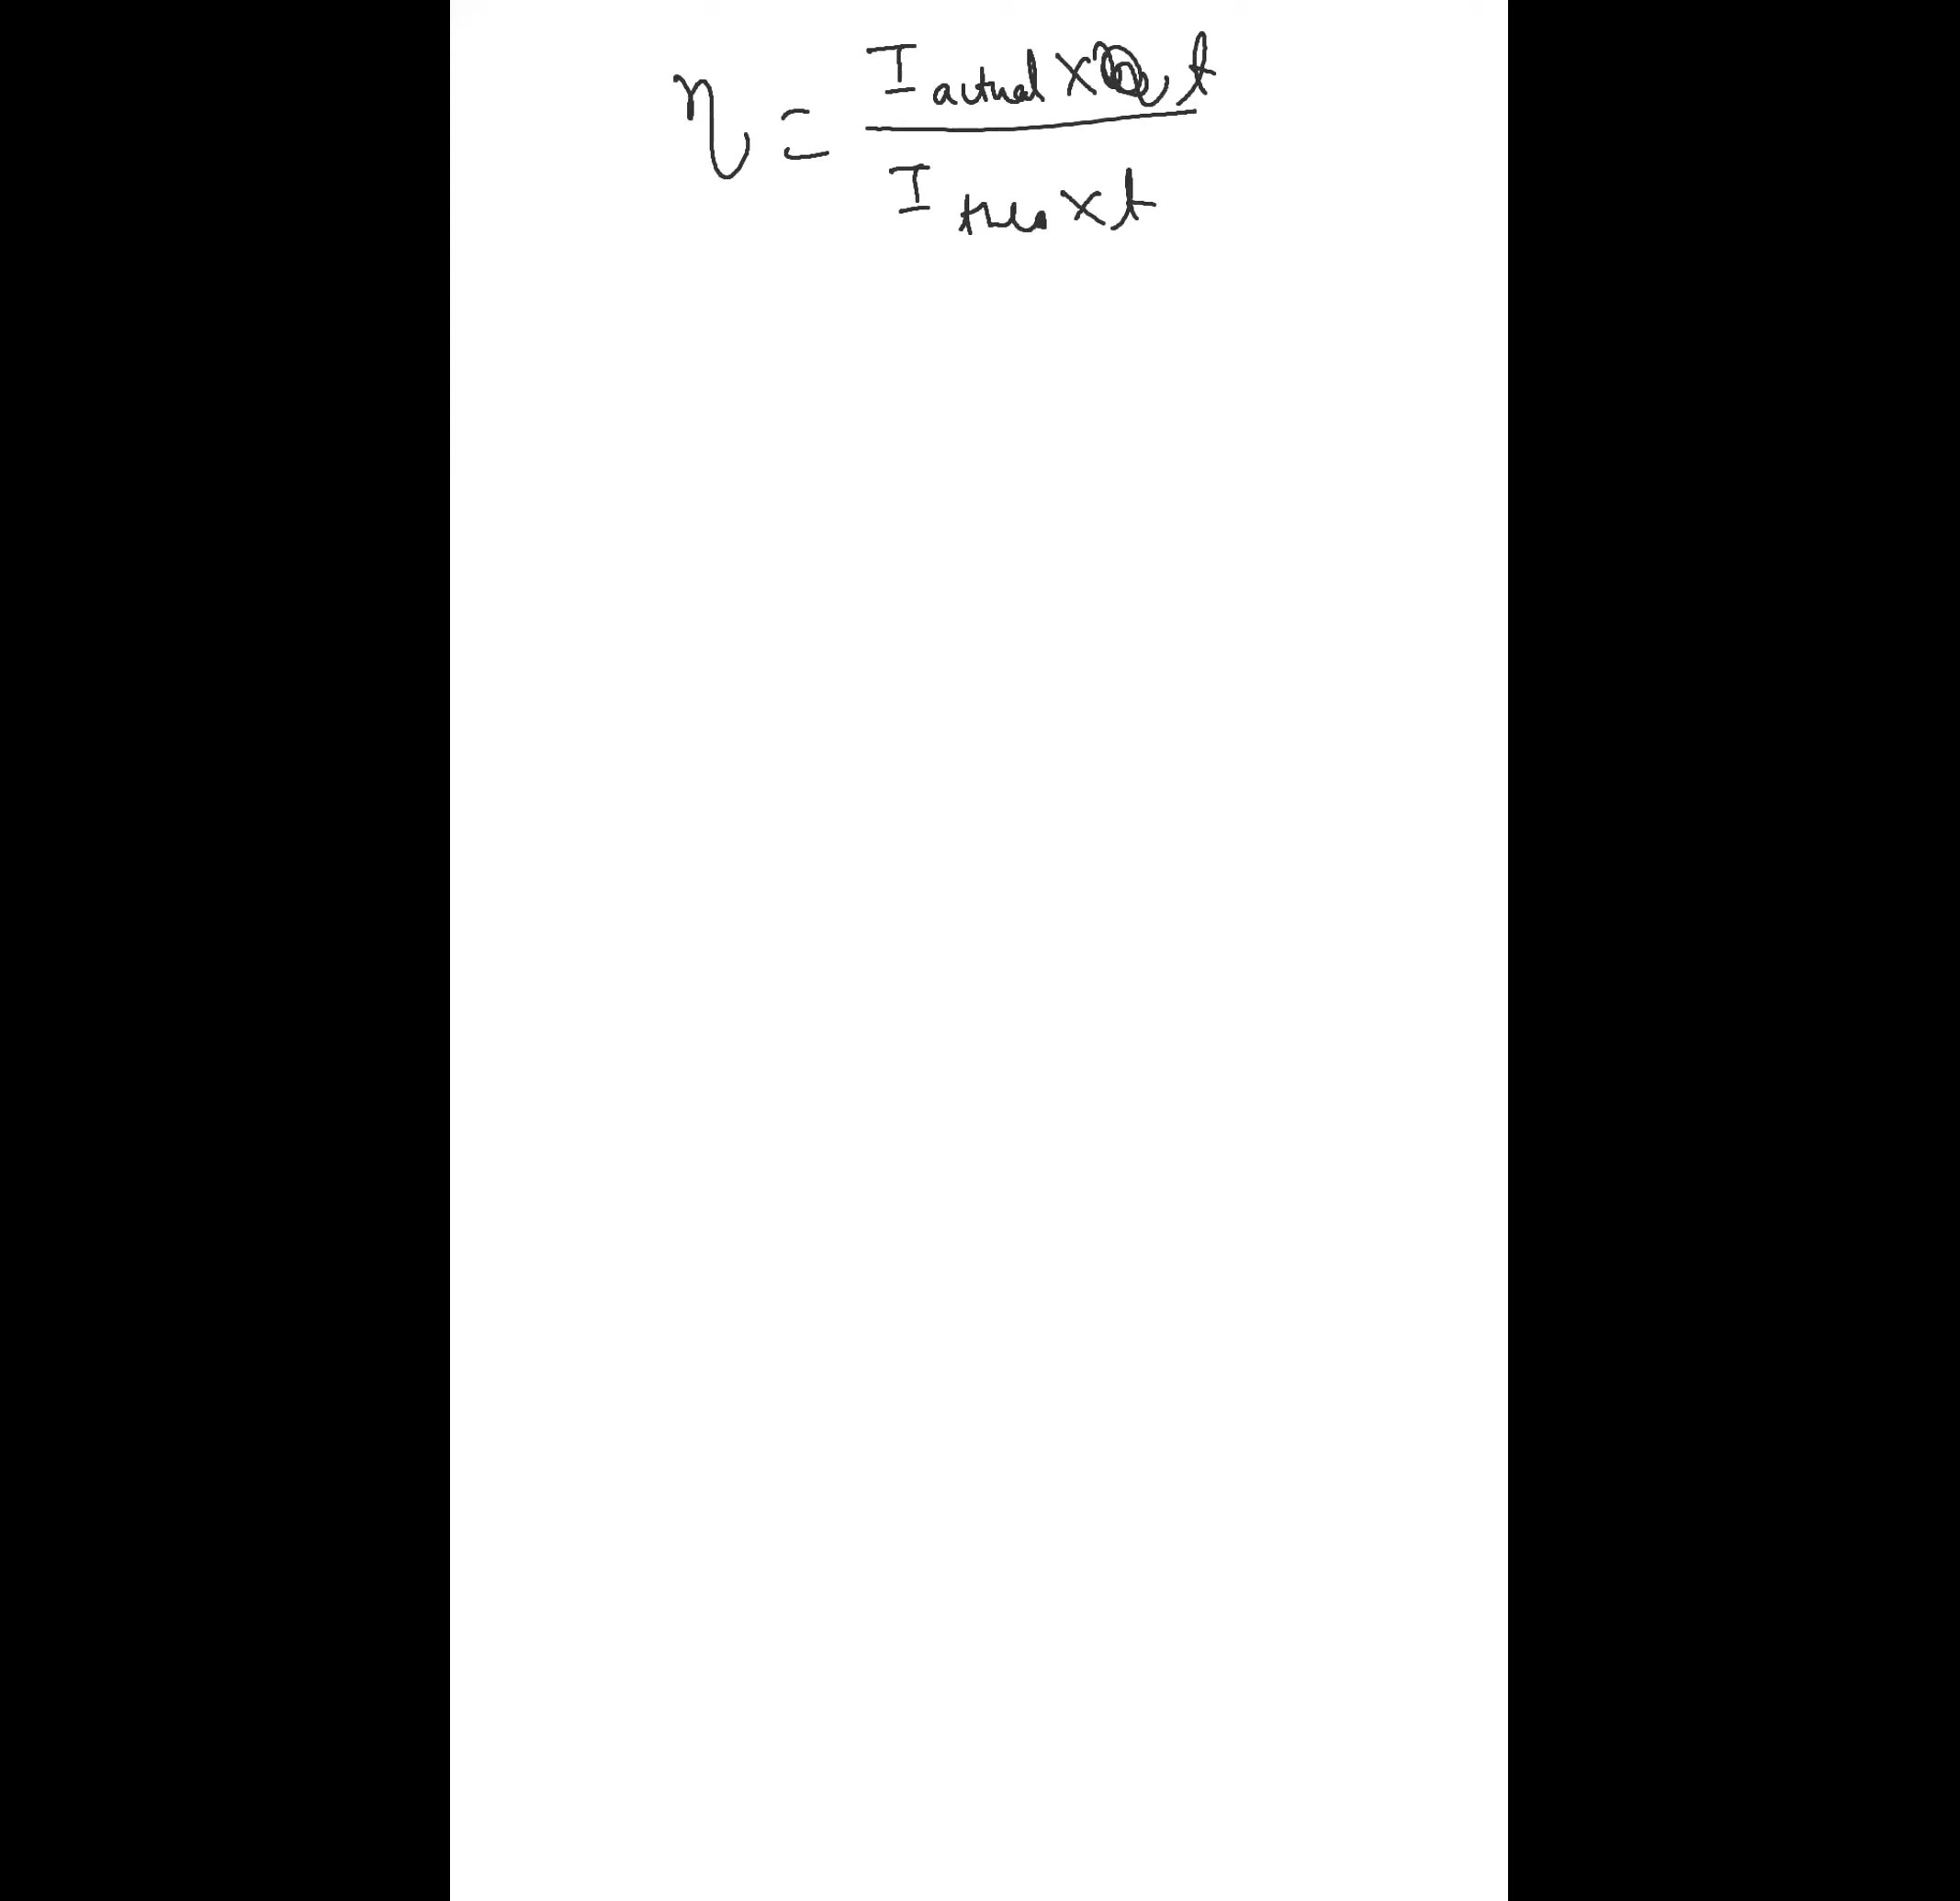 η = I actual × t
I theo × t